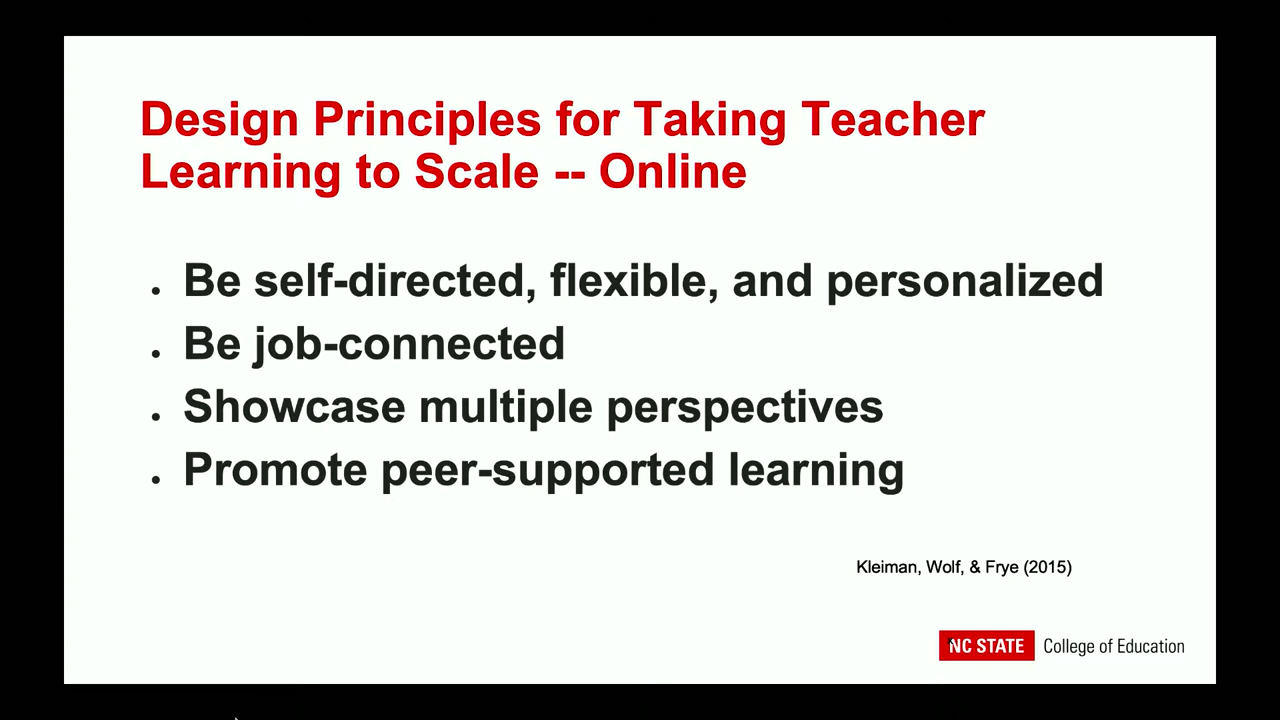 Design Principles for Taking Teacher
Learning to Scale -- Online
. Be self-directed, flexible, and personalized
. Be job-connected
. Showcase multiple perspectives
. Promote peer-supported learning
Kleiman, Wolf, & Frye (2015)
NC STATE College of Education